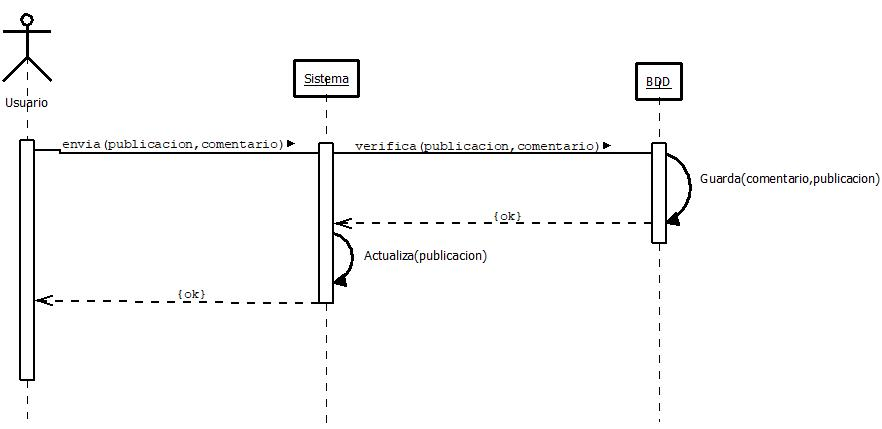 Usuario
Sistema
BDD
envia(publicacion,comentario)
verifica(publicacion,comentario)
Guarda(comentario,publicacion)
{ok}
Actualiza(publicacion)
{ok}